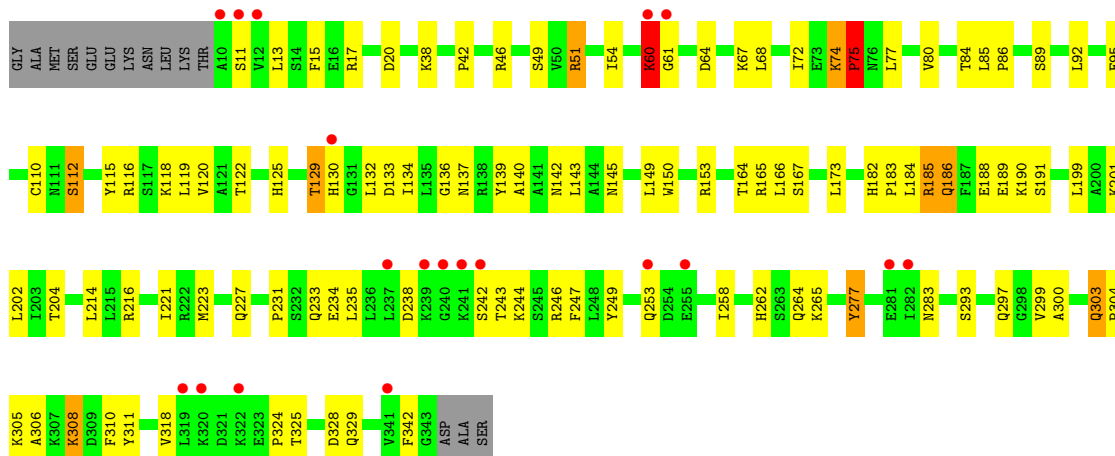 GLY ALA MET SER GLU GLU LYS ASN LEU LYS THR A10 S11 V12 L13 S14 F15 E16 R17 D20 K38 P42 R46 S49 V50 R51 I54 K60 G61 D64 K67 L68 I72 E73 K74 P75 N76 L77 V80 T84 L85 P86 S89 L92
C110 N111 S112 Y115 R116 S117 K118 L119 V120 A121 T122 H125 T129 H130 G131 L132 D133 I134 L135 G136 N137 R138 Y139 A140 A141 N142 L143 A144 N145 L149 W150 R153 T164 R165 L166 S167 L173 H182 P183 L184 R185 Q186 F187 E188 E189 K190 S191 L199 A200 K201
L202 I203 T204 L214 L215 R216 I221 R222 M223 Q227 P231 S232 Q233 E234 L235 L236 L237 D238 K239 G240 K241 S242 T243 K244 S245 R246 F247 L248 Y249 Q253 D254 E255 I258 H262 S263 Q264 K265 Y277 E281 I282 N283 S293 Q297 G298 V299 A300 Q303
K305 A306 K307 K308 D309 F310 Y311 V318 L319 K320 D321 K322 E323 P324 T325 D328 Q329 V341 F342 G343 ASP ALA SER